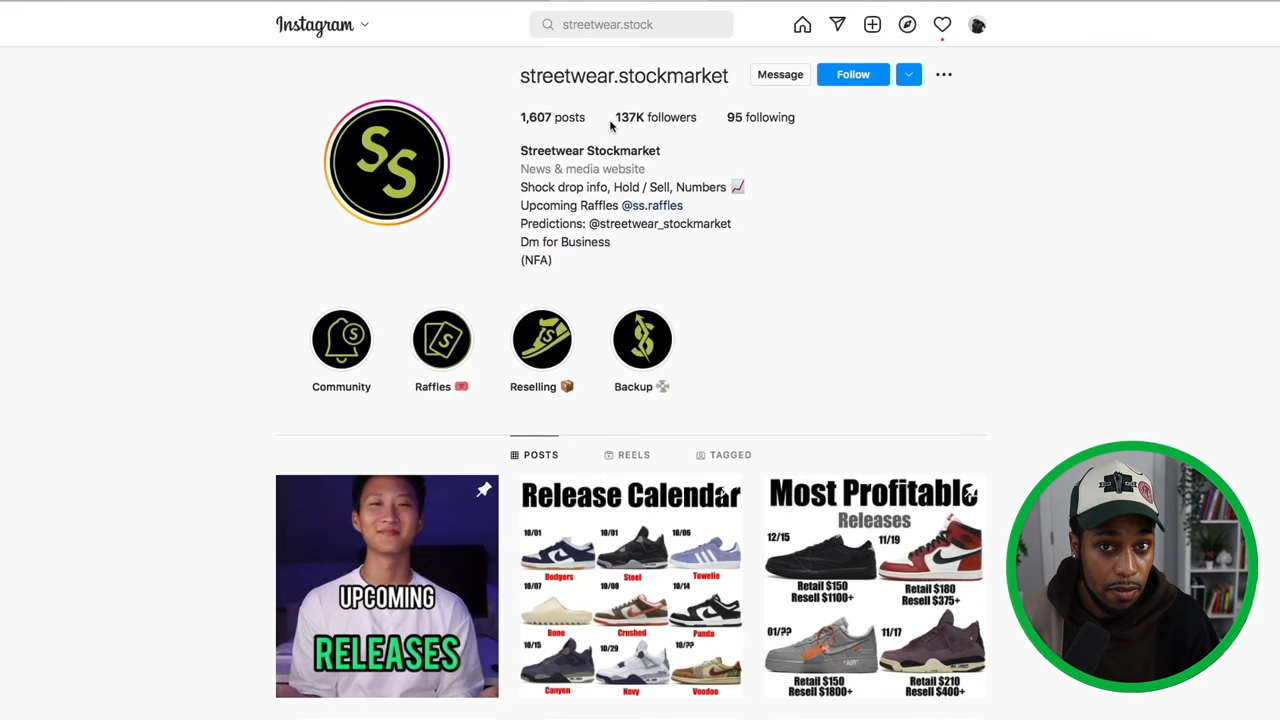 Instagram
streetwear.stock
streetwear.stockmarket
Message
Follow
1,607 posts
137K followers
95 following
Streetwear Stockmarket
News & media website
Shock drop info, Hold / Sell, Numbers 📈
Upcoming Raffles @ss.raffles
Predictions: @streetwear_stockmarket
Dm for Business
(NFA)
SS
S
S
S
S
Community
Raffles 🎟️
Reselling 📦
Backup
POSTS
REELS
TAGGED
UPCOMING
RELEASES
Release Calendar
10/01
10/01
10/06
Dodgers
Steel
Towelio
10/07
10/08
10/14
Bone
Crushed
Panda
10/15
10/29
10/??
Canyon
Navy
Voodoo
Most Profitable
Releases
12/15
11/19
Retail $150
Resell $1100+
Retail $180
Resell $375+
01/??
11/17
"AIR"
Retail $150
Resell $1800+
Retail $210
Resell $400+